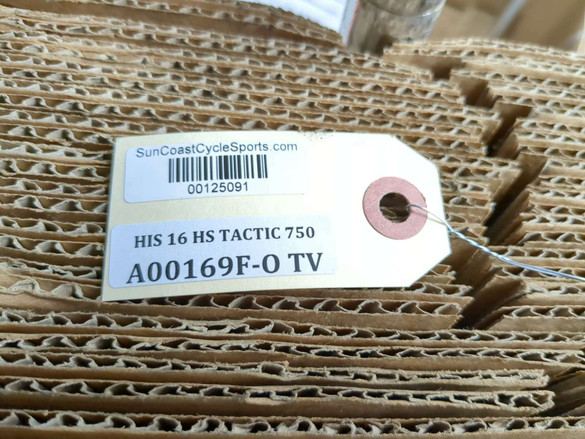 SunCoastCycleSports.com
00125091
HIS 16 HS TACTIC 750
A00169F-O TV